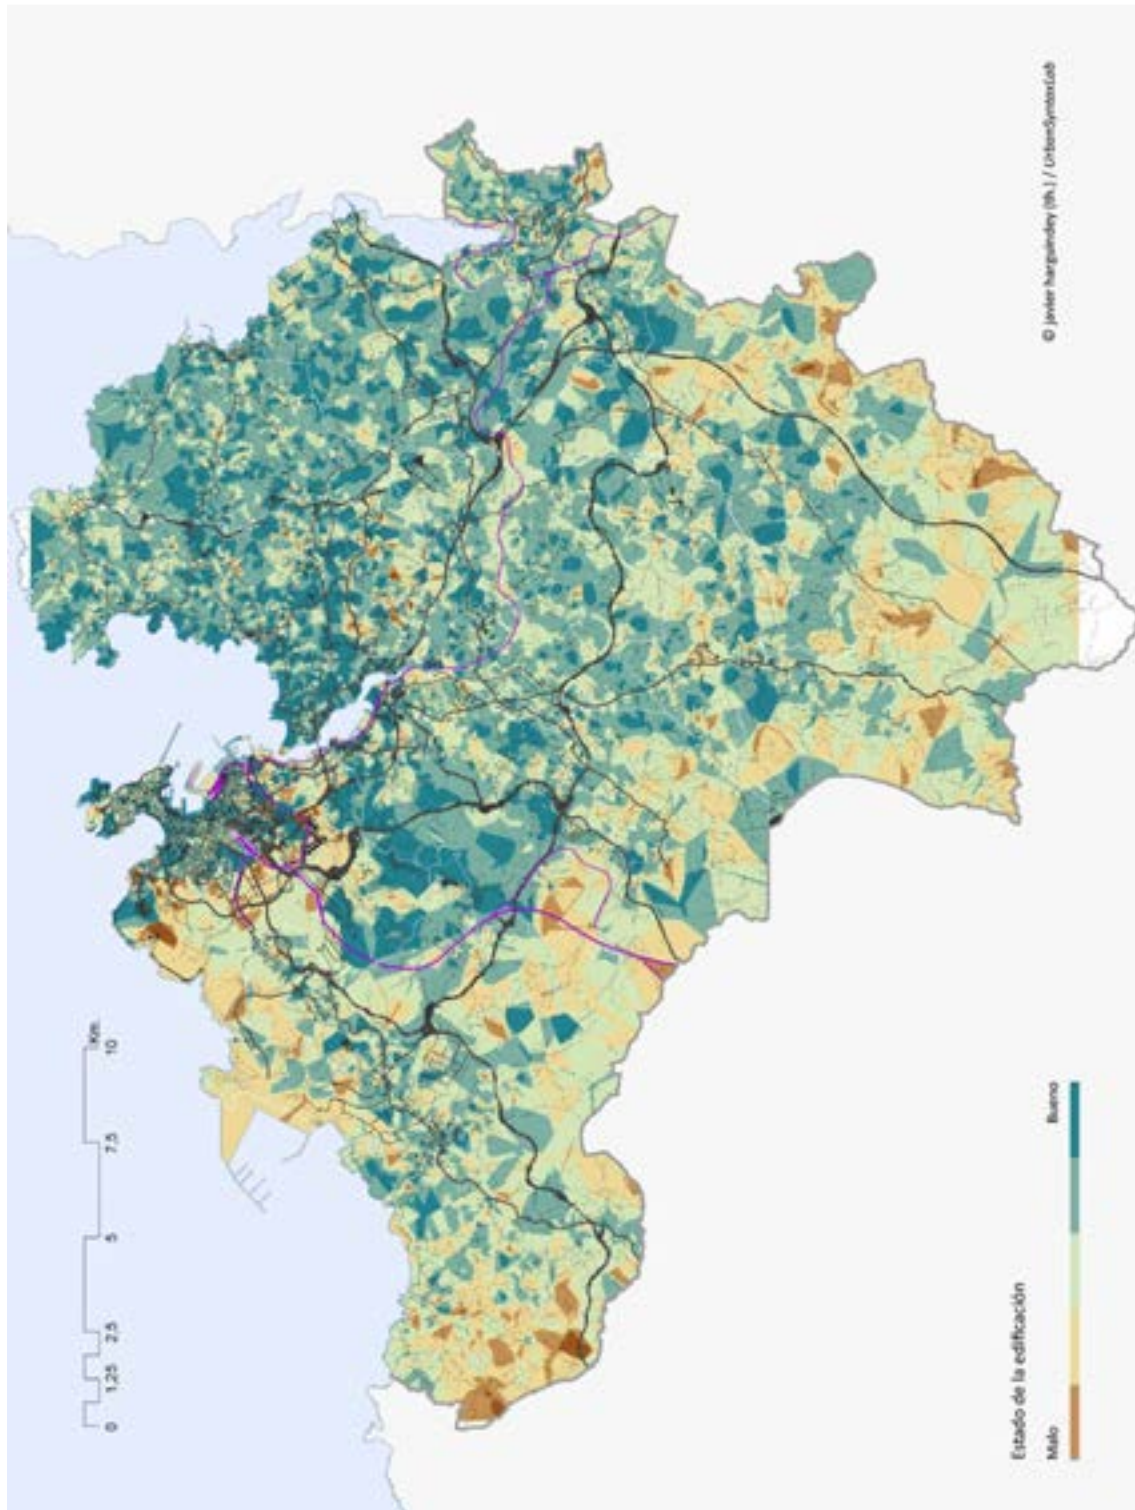 0 1,25 2,5 5 7,5 10
Km.
Estado de la edificación
Malo Bueno
© javier hargaindey (th.) / UrbanSyntaxLab